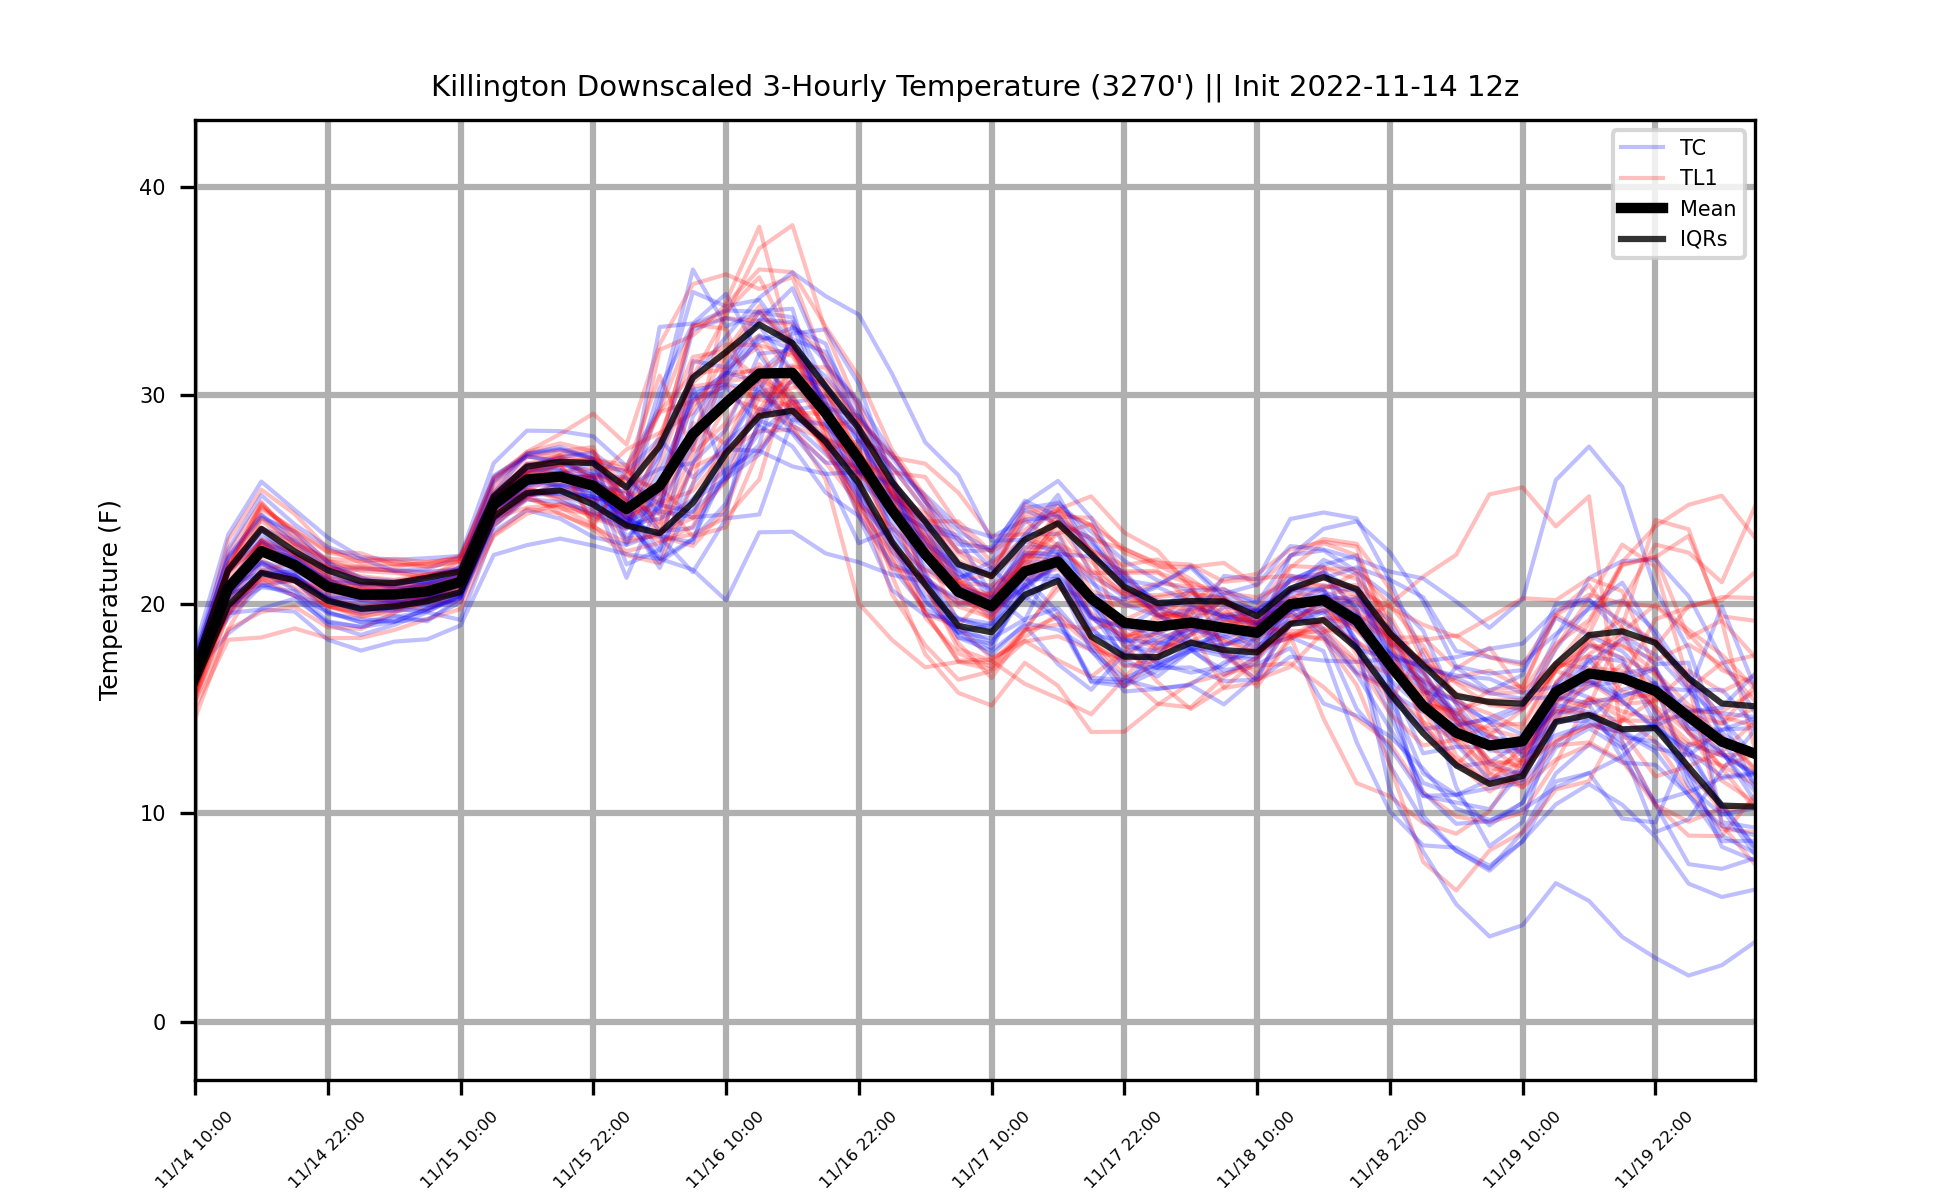 Killington Downscaled 3-Hourly Temperature (3270') || Init 2022-11-14 12z
TC
TL1
Mean
IQRs
Temperature (F)
40
30
20
10
0
11/14 10:00
11/14 22:00
11/15 10:00
11/15 22:00
11/16 10:00
11/16 22:00
11/17 10:00
11/17 22:00
11/18 10:00
11/18 22:00
11/19 10:00
11/19 22:00